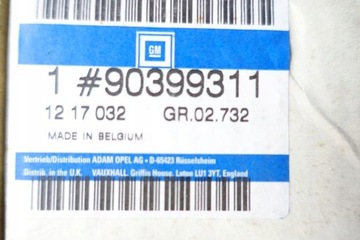 GM
1 #90399311
12 17 032 GR.02.732
MADE IN BELGIUM
Vertrieb/Distribution ADAM OPEL AG • D-65423 Rüsselsheim
Distrib. in the U.K. VAUXHALL. Griffin House. Luton LU1 3YT, England